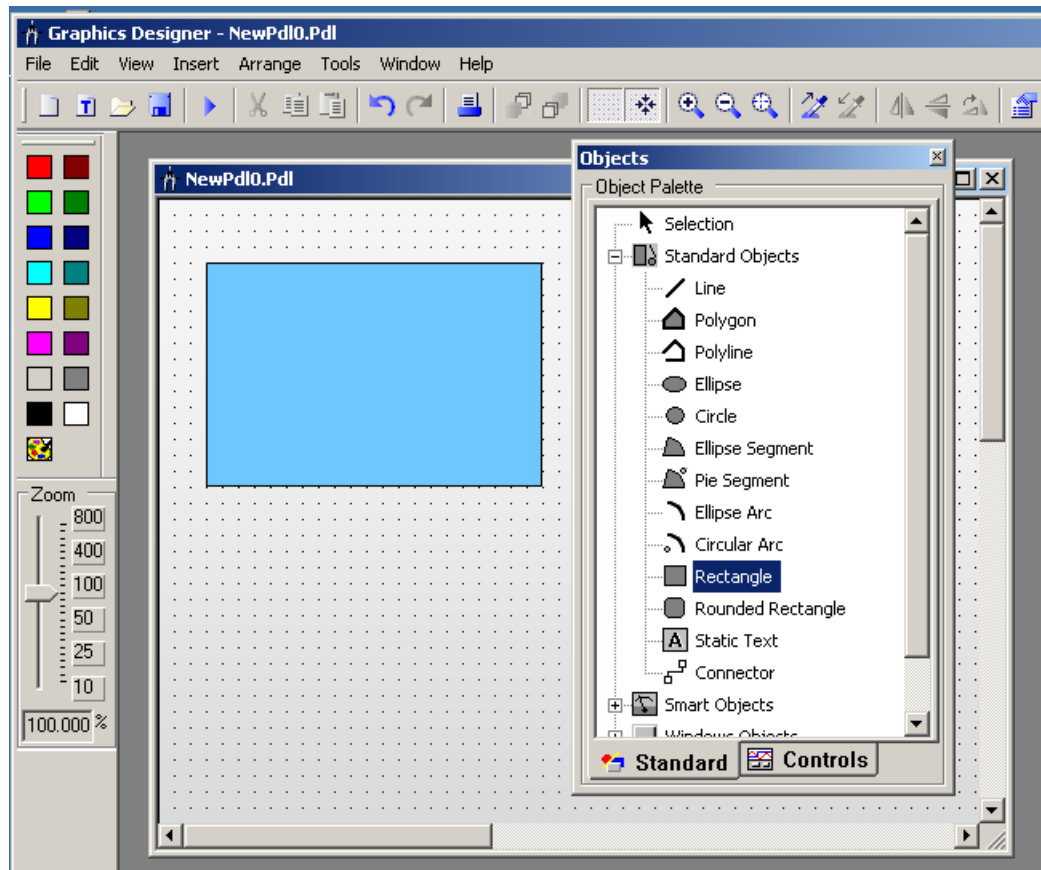 Graphics Designer - NewPdl0.Pdl
File Edit View Insert Arrange Tools Window Help
T
NewPdl0.Pdl
Objects
Object Palette
Selection
Standard Objects
Line
Polygon
Polyline
Ellipse
Circle
Ellipse Segment
Pie Segment
Ellipse Arc
Circular Arc
Rectangle
Rounded Rectangle
A Static Text
Connector
Smart Objects
Windows Objects
Standard Controls
Zoom
800
400
100
50
25
10
100.000 %